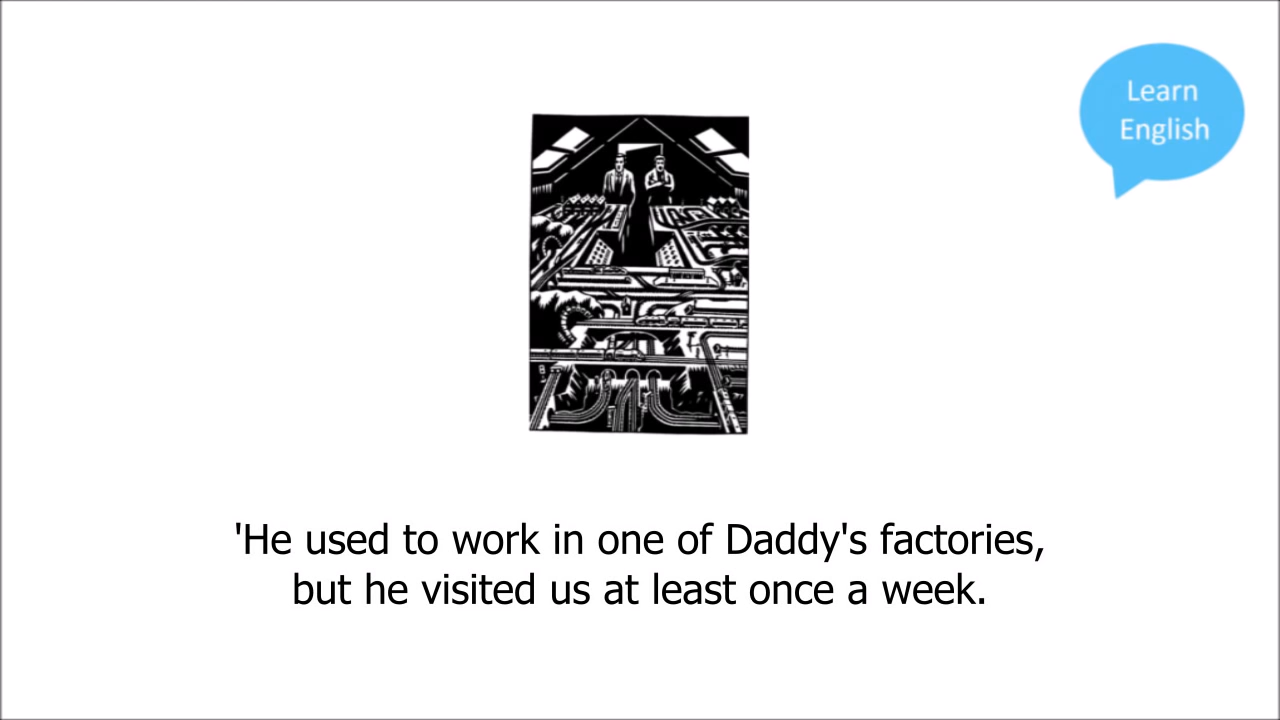 Learn
English
'He used to work in one of Daddy's factories,
but he visited us at least once a week.